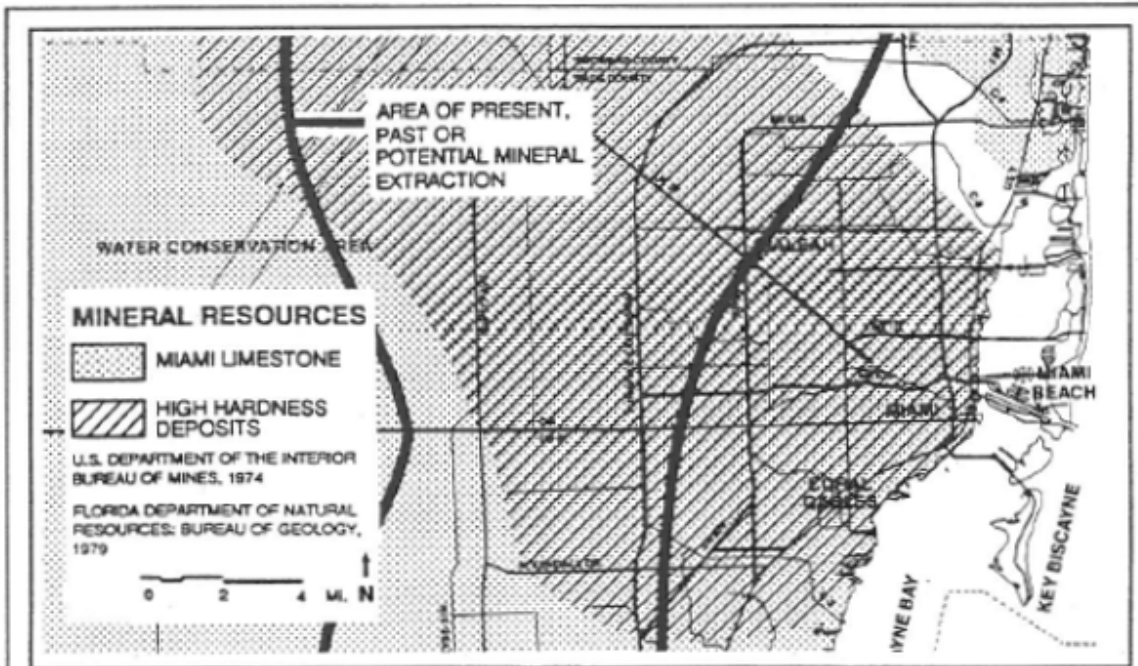 AREA OF PRESENT,
PAST OR
POTENTIAL MINERAL
EXTRACTION
WATER CONSERVATION AREA
MINERAL RESOURCES
MIAMI LIMESTONE
HIGH HARDNESS
DEPOSITS
U.S. DEPARTMENT OF THE INTERIOR
BUREAU OF MINES, 1974
FLORIDA DEPARTMENT OF NATURAL
RESOURCES: BUREAU OF GEOLOGY,
1979
0 2 4 MI. N
MIAMI
BEACH
MIAMI
CORAL
GABLES
KEY BISCAYNE
YNE BAY